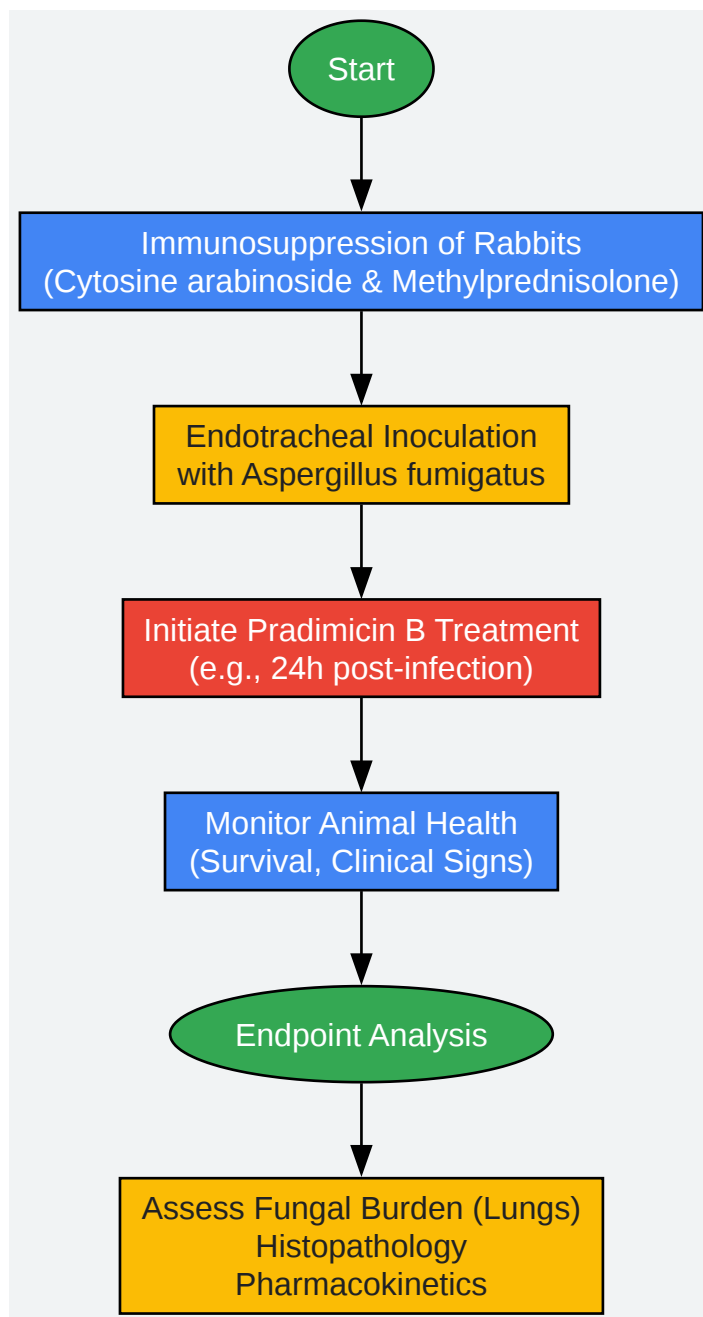 Start
Immunosuppression of Rabbits
(Cytosine arabinoside & Methylprednisolone)
Endotracheal Inoculation
with Aspergillus fumigatus
Initiate Pradimicin B Treatment
(e.g., 24h post-infection)
Monitor Animal Health
(Survival, Clinical Signs)
Endpoint Analysis
Assess Fungal Burden (Lungs)
Histopathology
Pharmacokinetics